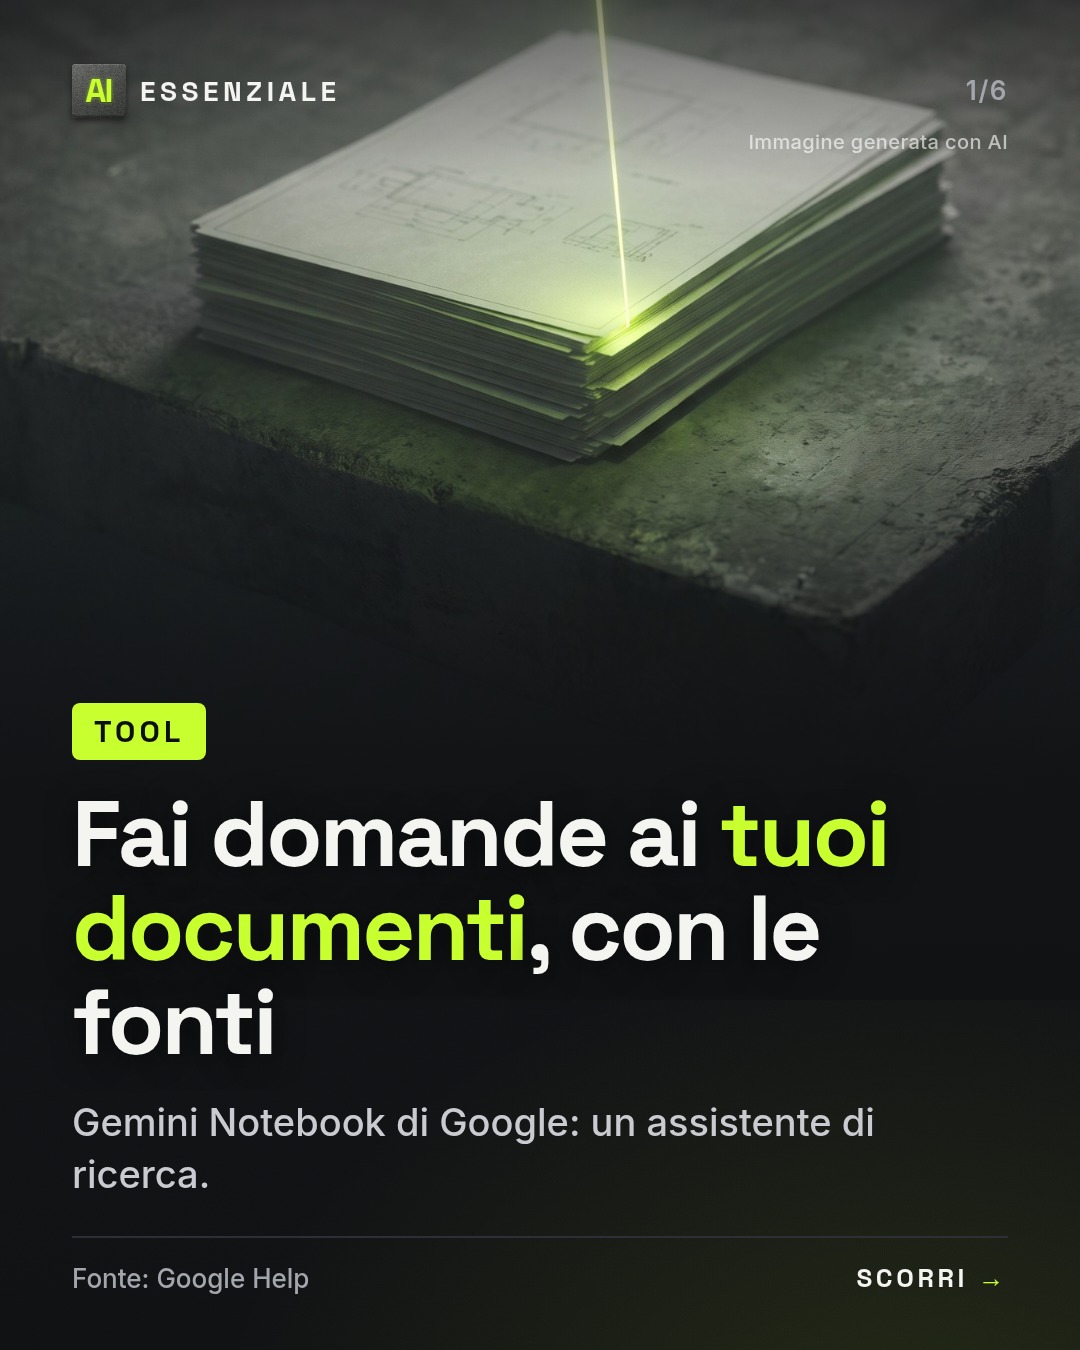 AI ESSENZIALE
1/6
Immagine generata con AI
TOOL
Fai domande ai tuoi
documenti, con le
fonti
Gemini Notebook di Google: un assistente di
ricerca.
Fonte: Google Help
SCORRI →